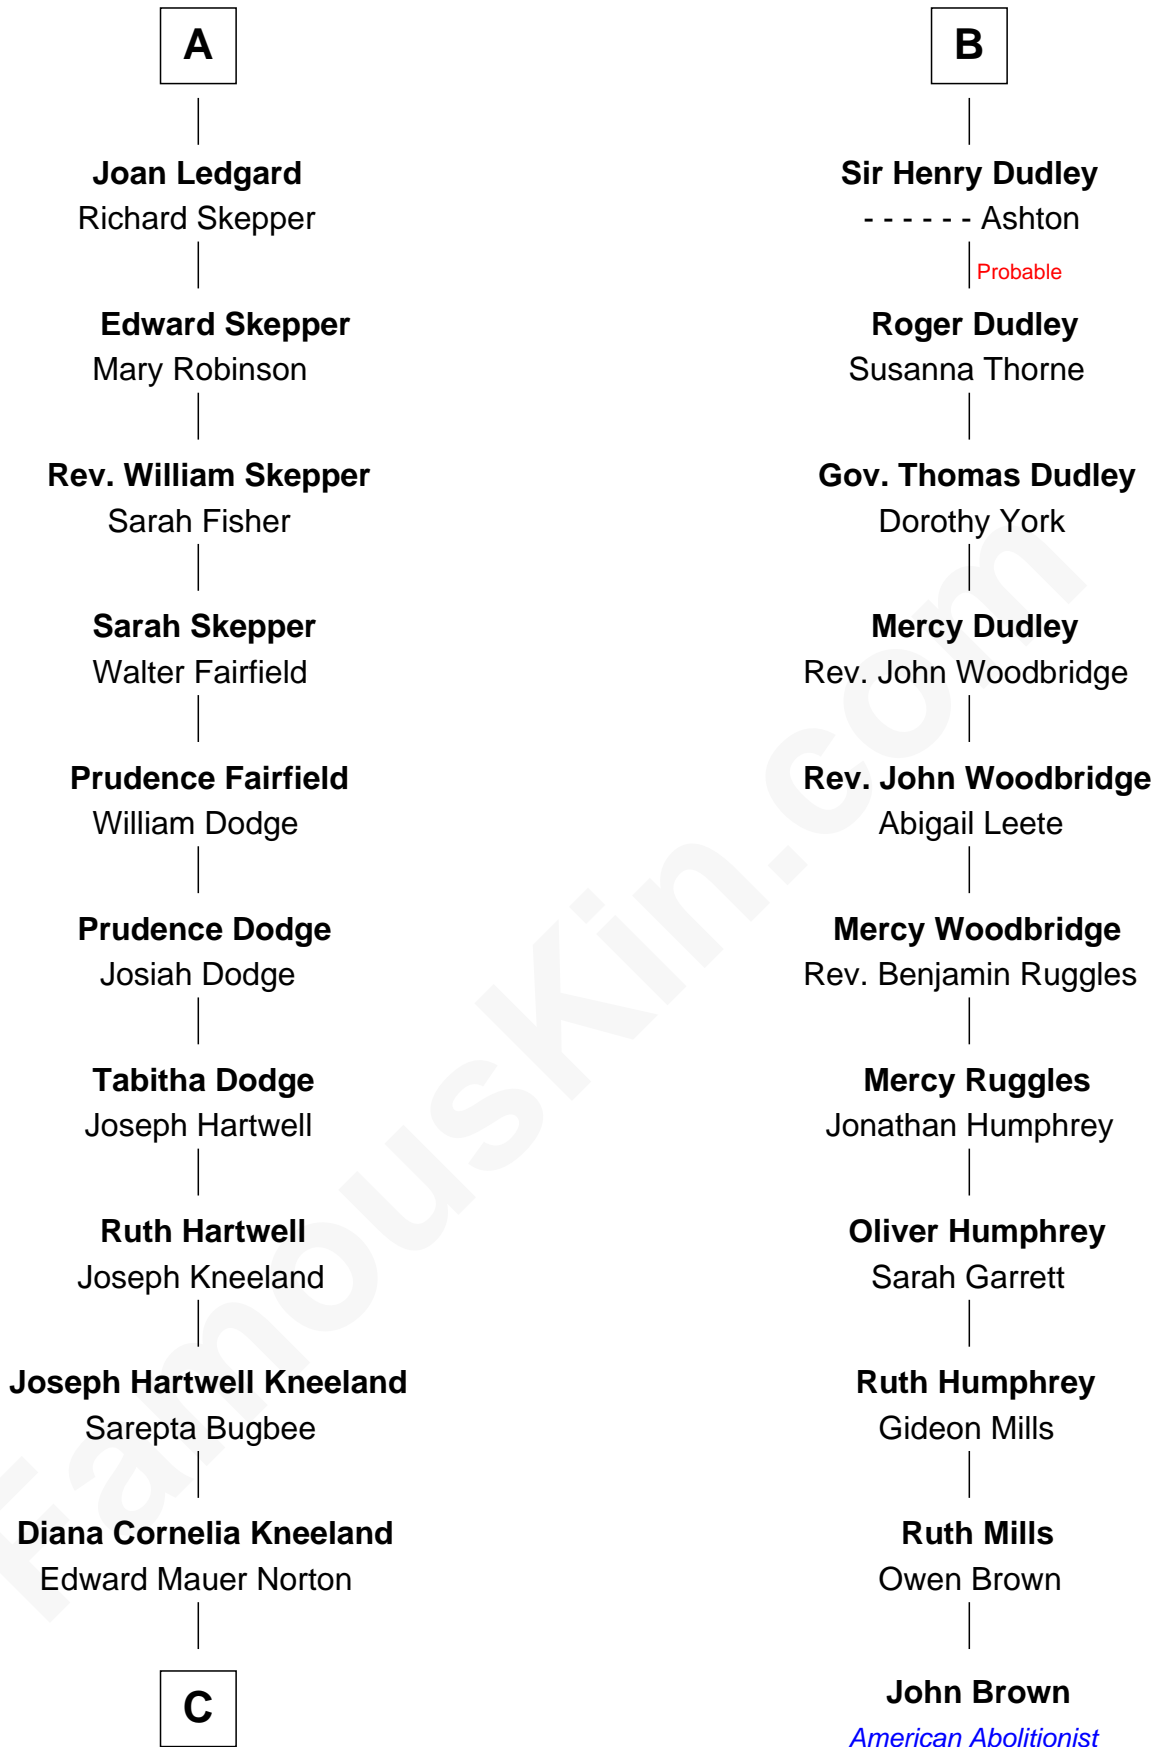 A
Joan Ledgard
Richard Skepper
Edward Skepper
Mary Robinson
Rev. William Skepper
Sarah Fisher
Sarah Skepper
Walter Fairfield
Prudence Fairfield
William Dodge
Prudence Dodge
Josiah Dodge
Tabitha Dodge
Joseph Hartwell
Ruth Hartwell
Joseph Kneeland
Joseph Hartwell Kneeland
Sarepta Bugbee
Diana Cornelia Kneeland
Edward Mauer Norton
C
B
Sir Henry Dudley
- - - - - - Ashton
Probable
Roger Dudley
Susanna Thorne
Gov. Thomas Dudley
Dorothy York
Mercy Dudley
Rev. John Woodbridge
Rev. John Woodbridge
Abigail Leete
Mercy Woodbridge
Rev. Benjamin Ruggles
Mercy Ruggles
Jonathan Humphrey
Oliver Humphrey
Sarah Garrett
Ruth Humphrey
Gideon Mills
Ruth Mills
Owen Brown
John Brown
American Abolitionist
FamousKin.com